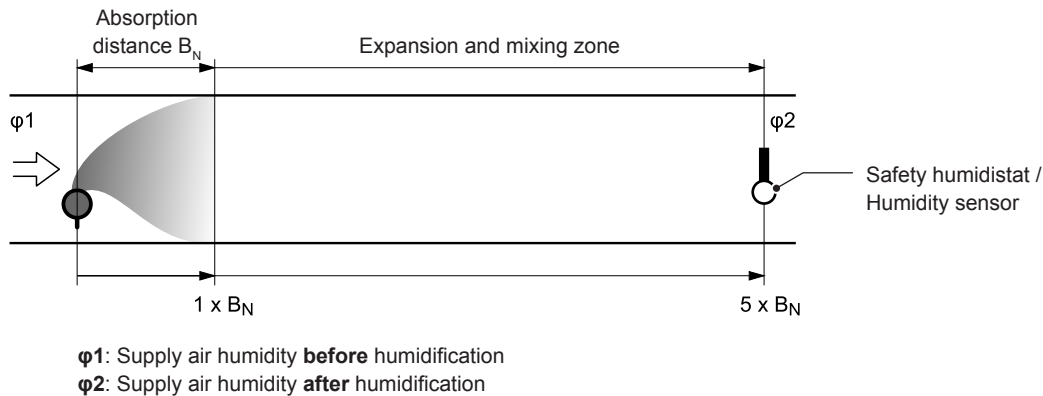 Absorption
distance B_N
Expansion and mixing zone
φ1
φ2
Safety humidistat /
Humidity sensor
1 x B_N
5 x B_N
φ1: Supply air humidity before humidification
φ2: Supply air humidity after humidification